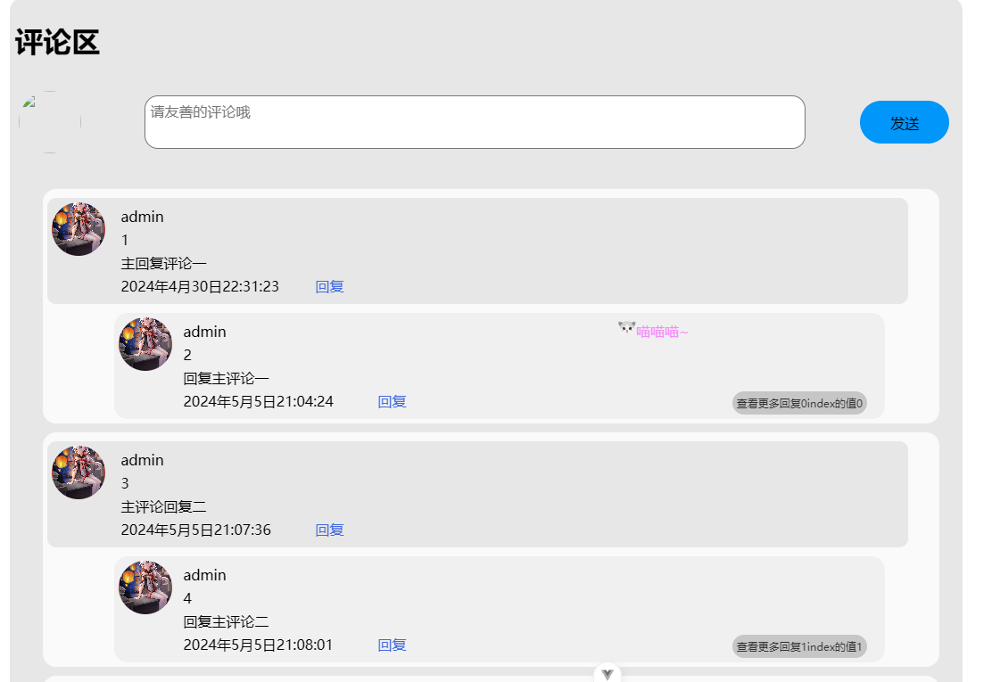 评论区
请友善的评论哦
发送
admin
1
主回复评论一
2024年4月30日22:31:23 回复
admin
喵喵喵~
2
回复主评论一
2024年5月5日21:04:24 回复
查看更多回复0index的值0
admin
3
主评论回复二
2024年5月5日21:07:36 回复
admin
4
回复主评论二
2024年5月5日21:08:01 回复
查看更多回复1index的值1